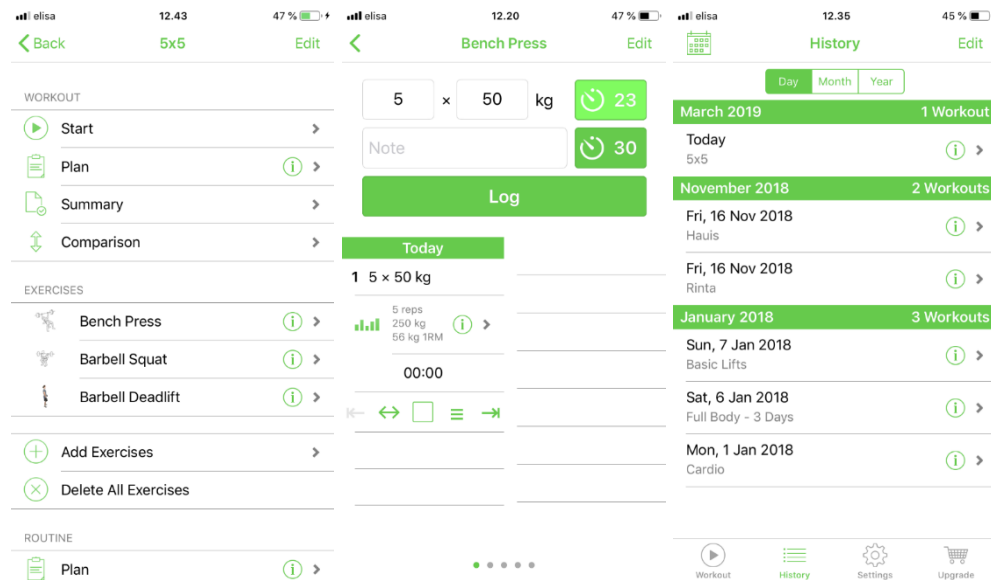 elisa 12.43 47 %
Back 5x5 Edit
WORKOUT
Start
Plan
Summary
Comparison
EXERCISES
Bench Press
Barbell Squat
Barbell Deadlift
Add Exercises
Delete All Exercises
ROUTINE
Plan
elisa 12.20 47 %
Bench Press Edit
5 × 50 kg 23
Note 30
Log
Today
1 5 × 50 kg
5 reps
250 kg
56 kg 1RM
00:00
elisa 12.35 45 %
History Edit
Day Month Year
March 2019 1 Workout
Today
5x5
November 2018 2 Workouts
Fri, 16 Nov 2018
Hauis
Fri, 16 Nov 2018
Rinta
January 2018 3 Workouts
Sun, 7 Jan 2018
Basic Lifts
Sat, 6 Jan 2018
Full Body - 3 Days
Mon, 1 Jan 2018
Cardio
Workout History Settings Upgrade